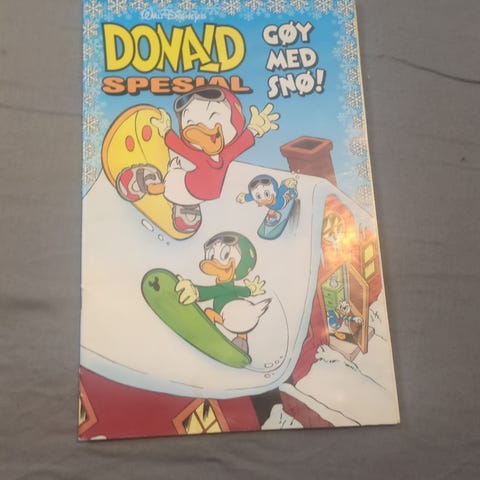 WALT DISNEY'S
DONALD
SPESIAL
GØY
MED
SNØ!